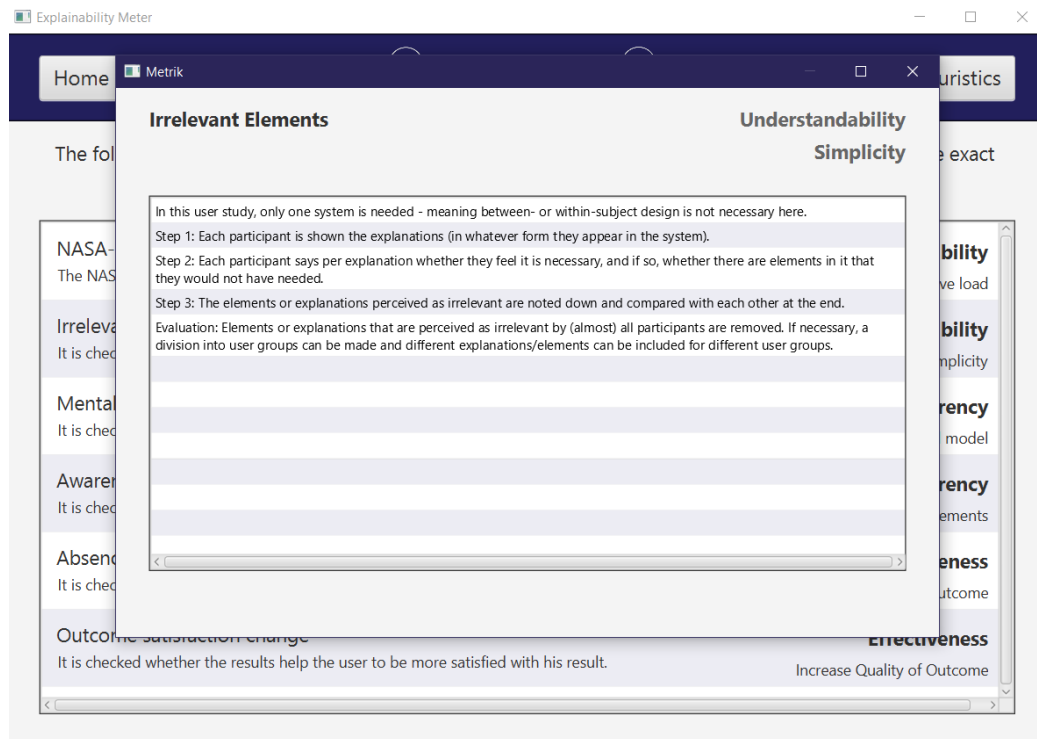 Explainability Meter
Home
Metrik
Irrelevant Elements
Understandability
Simplicity
In this user study, only one system is needed - meaning between- or within-subject design is not necessary here.
Step 1: Each participant is shown the explanations (in whatever form they appear in the system).
Step 2: Each participant says per explanation whether they feel it is necessary, and if so, whether there are elements in it that
they would not have needed.
Step 3: The elements or explanations perceived as irrelevant are noted down and compared with each other at the end.
Evaluation: Elements or explanations that are perceived as irrelevant by (almost) all participants are removed. If necessary, a
division into user groups can be made and different explanations/elements can be included for different user groups.
uristics
The fol
e exact
NASA-
bility
The NAS
ve load
Irreleva
bility
It is chec
mplicity
Mental
rency
It is chec
model
Awaren
rency
It is chec
ements
Absenc
eness
It is chec
utcome
Outcome satisfaction change
Effectiveness
It is checked whether the results help the user to be more satisfied with his result.
Increase Quality of Outcome